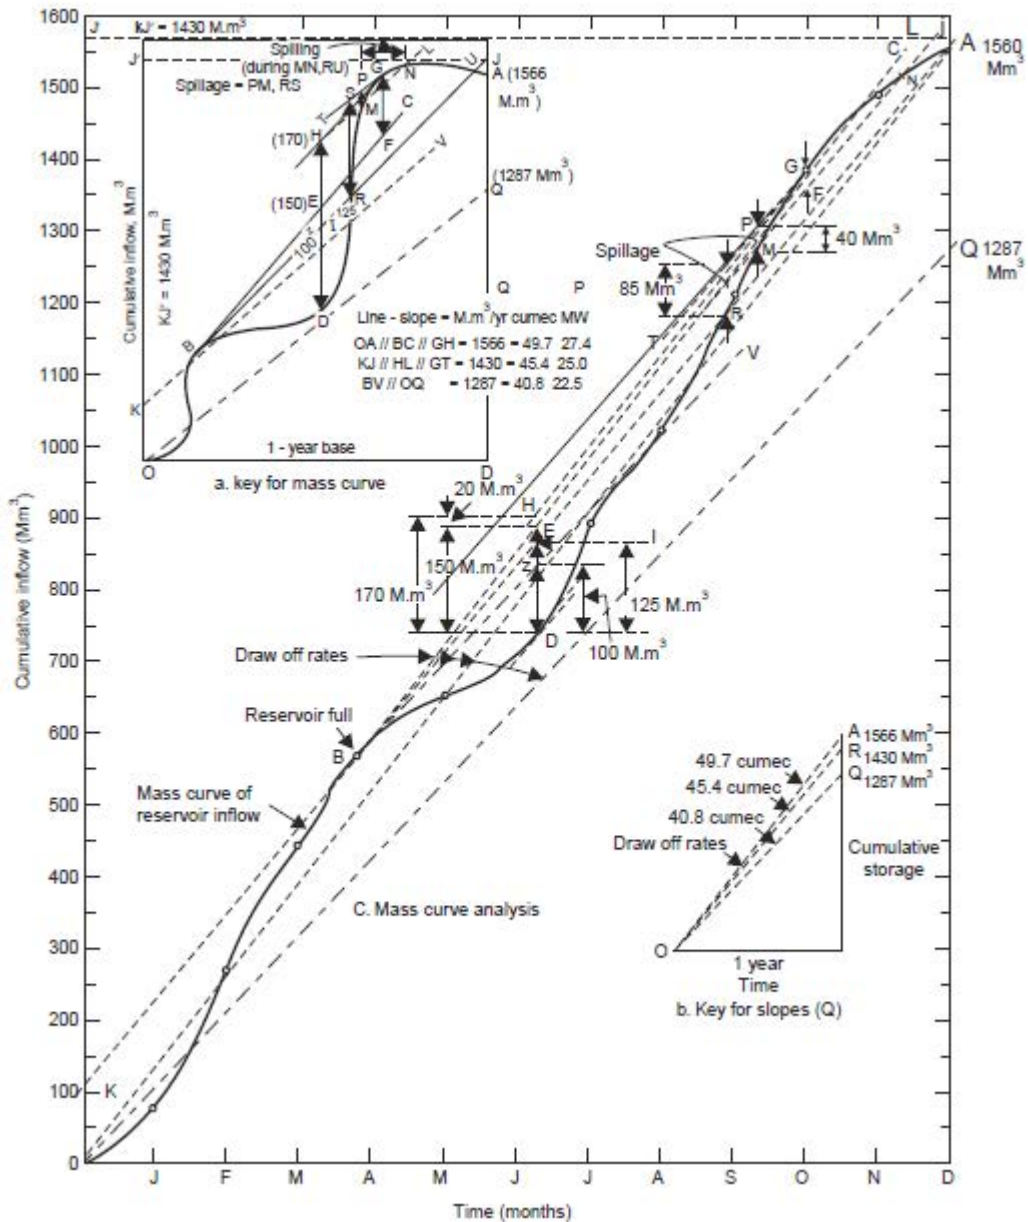 1600
1500
1400
1300
1200
1100
1000
900
800
700
600
500
400
300
200
100
0
Cumulative inflow (Mm³)
J F M A M J J A S O N D
Time (months)
J' kJ' = 1430 M.m³
L
J
C
A 1560
Mm³
N
G
F
P
M
40 Mm³
Spillage
85 Mm³
R
T
V
Q 1287
Mm³
20 M.m³
H
E
I
z
150 M.m³
170 M.m³
125 M.m³
100 M.m³
D
Draw off rates
Reservoir full
B
Mass curve of
reservoir inflow
C. Mass curve analysis
K
Spilling
(during MN,RU)
Spillage = PM, RS
J'
L
U
J
G
N
P
A (1566
M.m³)
S
M
C
T
H
(170)
F
V
(150)
E
R
(1287 Mm³)
Q
125
I
100
z
D
B
K
O
D
Cumulative inflow, M.m³
KJ' = 1430 M.m³
Q P
Line - slope = M.m³/yr cumec MW
OA // BC // GH = 1566 = 49.7 27.4
KJ // HL // GT = 1430 = 45.4 25.0
BV // OQ = 1287 = 40.8 22.5
1 - year base
a. key for mass curve
A 1566 Mm³
R 1430 Mm³
Q 1287 Mm³
49.7 cumec
45.4 cumec
40.8 cumec
Draw off rates
Cumulative
storage
O
1 year
Time
b. Key for slopes (Q)